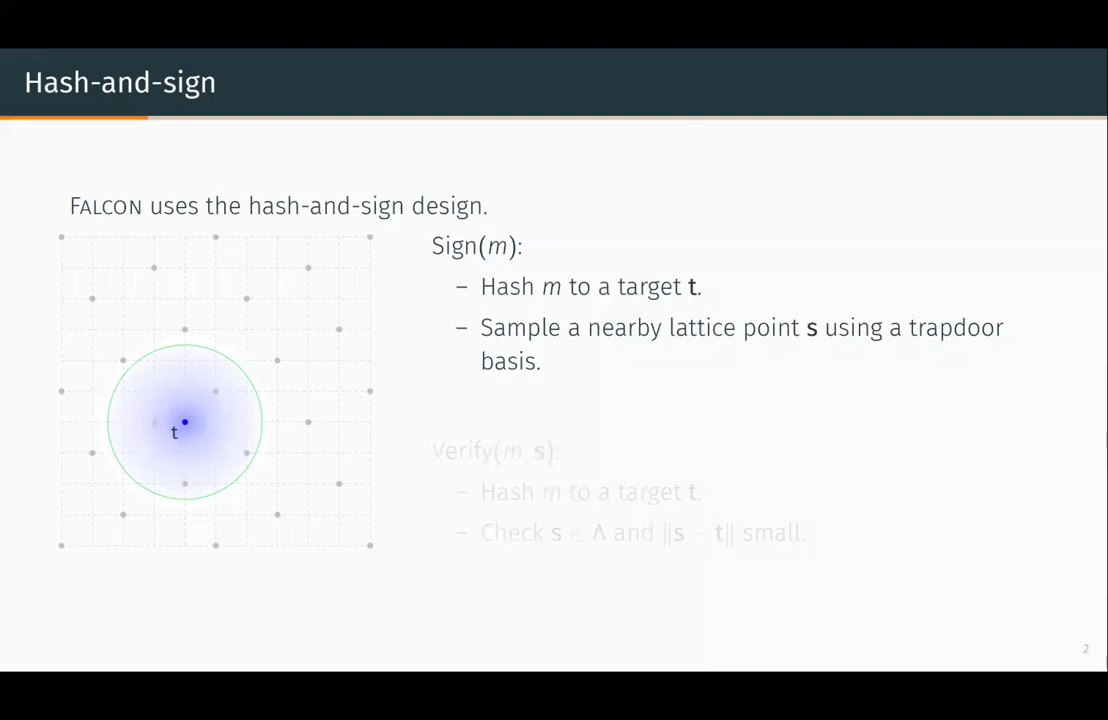 Hash-and-sign
FALCON uses the hash-and-sign design.
Sign(m):
– Hash m to a target t.
– Sample a nearby lattice point s using a trapdoor
basis.
t
Verify(m, s):
– Hash m to a target t.
– Check s ∈ Λ and ‖s − t‖ small.
2